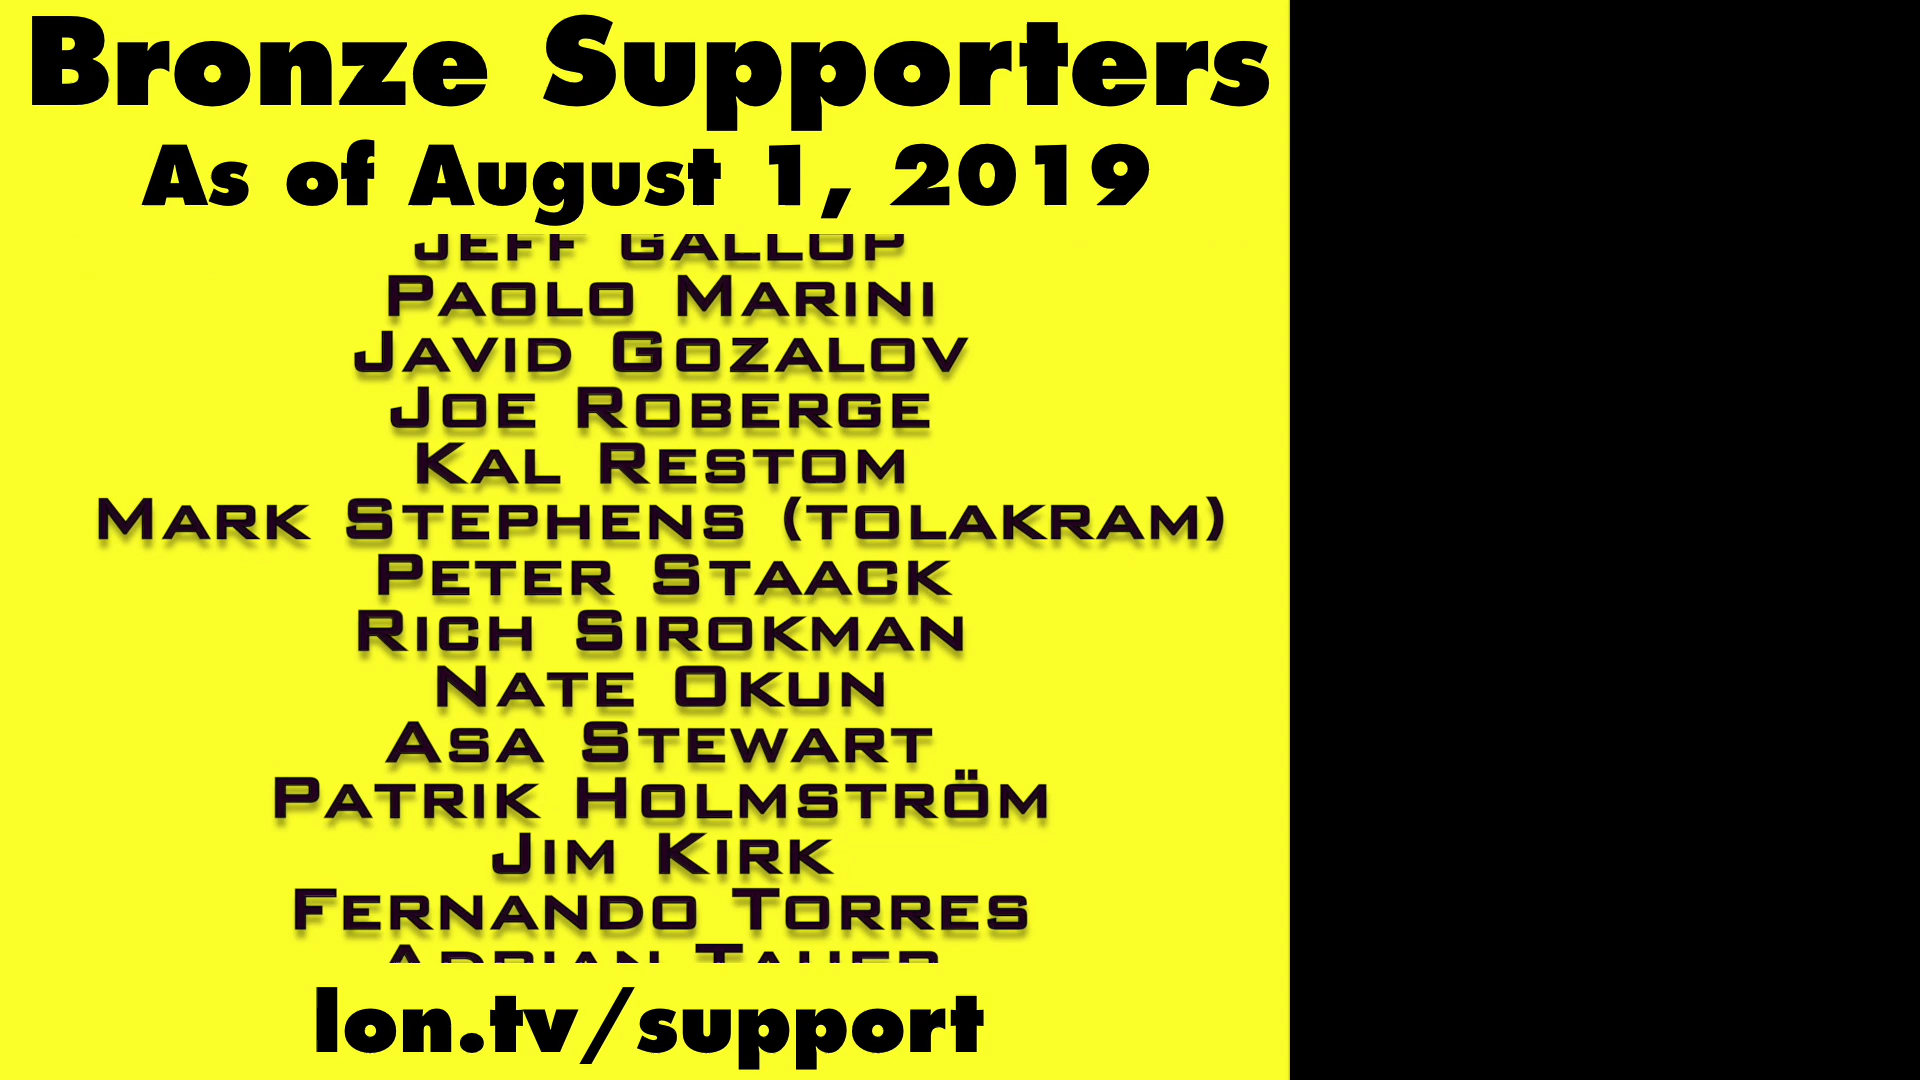 Bronze Supporters
As of August 1, 2019
Jeff Gallop
Paolo Marini
Javid Gozalov
Joe Roberge
Kal Restom
Mark Stephens (tolakram)
Peter Staack
Rich Sirokman
Nate Okun
Asa Stewart
Patrik Holmström
Jim Kirk
Fernando Torres
Adrian
lon.tv/support